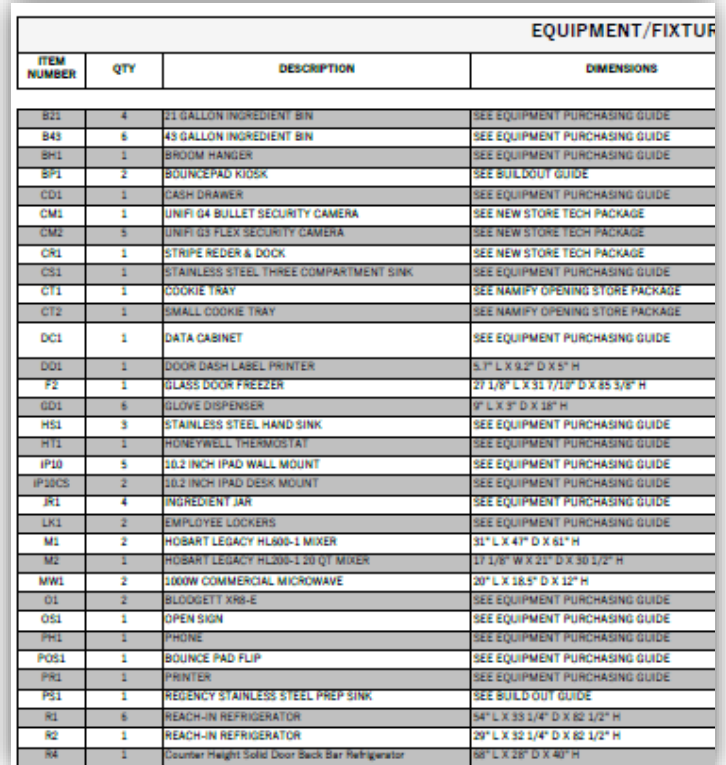 EQUIPMENT/FIXTUR
ITEM NUMBER QTY DESCRIPTION DIMENSIONS
B21 4 21 GALLON INGREDIENT BIN SEE EQUIPMENT PURCHASING GUIDE
B43 6 43 GALLON INGREDIENT BIN SEE EQUIPMENT PURCHASING GUIDE
BH1 1 BROOM HANGER SEE EQUIPMENT PURCHASING GUIDE
BP1 2 BOUNCEPAD KIOSK SEE BUILDOUT GUIDE
CD1 1 CASH DRAWER SEE EQUIPMENT PURCHASING GUIDE
CM1 1 UNIFI G4 BULLET SECURITY CAMERA SEE NEW STORE TECH PACKAGE
CM2 5 UNIFI G3 FLEX SECURITY CAMERA SEE NEW STORE TECH PACKAGE
CR1 1 STRIPE REDER & DOCK SEE NEW STORE TECH PACKAGE
CS1 1 STAINLESS STEEL THREE COMPARTMENT SINK SEE EQUIPMENT PURCHASING GUIDE
CT1 1 COOKIE TRAY SEE NAMIFY OPENING STORE PACKAGE
CT2 1 SMALL COOKIE TRAY SEE NAMIFY OPENING STORE PACKAGE
DC1 1 DATA CABINET SEE EQUIPMENT PURCHASING GUIDE
DD1 1 DOOR DASH LABEL PRINTER 5.7" L X 9.2" D X 5" H
F2 1 GLASS DOOR FREEZER 27 1/8" L X 31 7/10" D X 85 3/8" H
GD1 6 GLOVE DISPENSER 9" L X 3" D X 18" H
HS1 3 STAINLESS STEEL HAND SINK SEE EQUIPMENT PURCHASING GUIDE
HT1 1 HONEYWELL THERMOSTAT SEE EQUIPMENT PURCHASING GUIDE
iP10 5 10.2 INCH IPAD WALL MOUNT SEE EQUIPMENT PURCHASING GUIDE
iP10CS 2 10.2 INCH IPAD DESK MOUNT SEE EQUIPMENT PURCHASING GUIDE
JR1 4 INGREDIENT JAR SEE EQUIPMENT PURCHASING GUIDE
LK1 2 EMPLOYEE LOCKERS SEE EQUIPMENT PURCHASING GUIDE
M1 2 HOBART LEGACY HL600-1 MIXER 31" L X 47" D X 61" H
M2 1 HOBART LEGACY HL200-1 20 QT MIXER 17 1/8" W X 21" D X 30 1/2" H
MW1 2 1000W COMMERCIAL MICROWAVE 20" L X 18.5" D X 12" H
O1 2 BLODGETT XR8-E SEE EQUIPMENT PURCHASING GUIDE
OS1 1 OPEN SIGN SEE EQUIPMENT PURCHASING GUIDE
PH1 1 PHONE SEE EQUIPMENT PURCHASING GUIDE
POS1 1 BOUNCE PAD FLIP SEE EQUIPMENT PURCHASING GUIDE
PR1 1 PRINTER SEE EQUIPMENT PURCHASING GUIDE
PS1 1 REGENCY STAINLESS STEEL PREP SINK SEE BUILD OUT GUIDE
R1 6 REACH-IN REFRIGERATOR 54" L X 33 1/4" D X 82 1/2" H
R2 1 REACH-IN REFRIGERATOR 29" L X 32 1/4" D X 82 1/2" H
R4 1 Counter Height Solid Door Back Bar Refrigerator 68" L X 28" D X 40" H